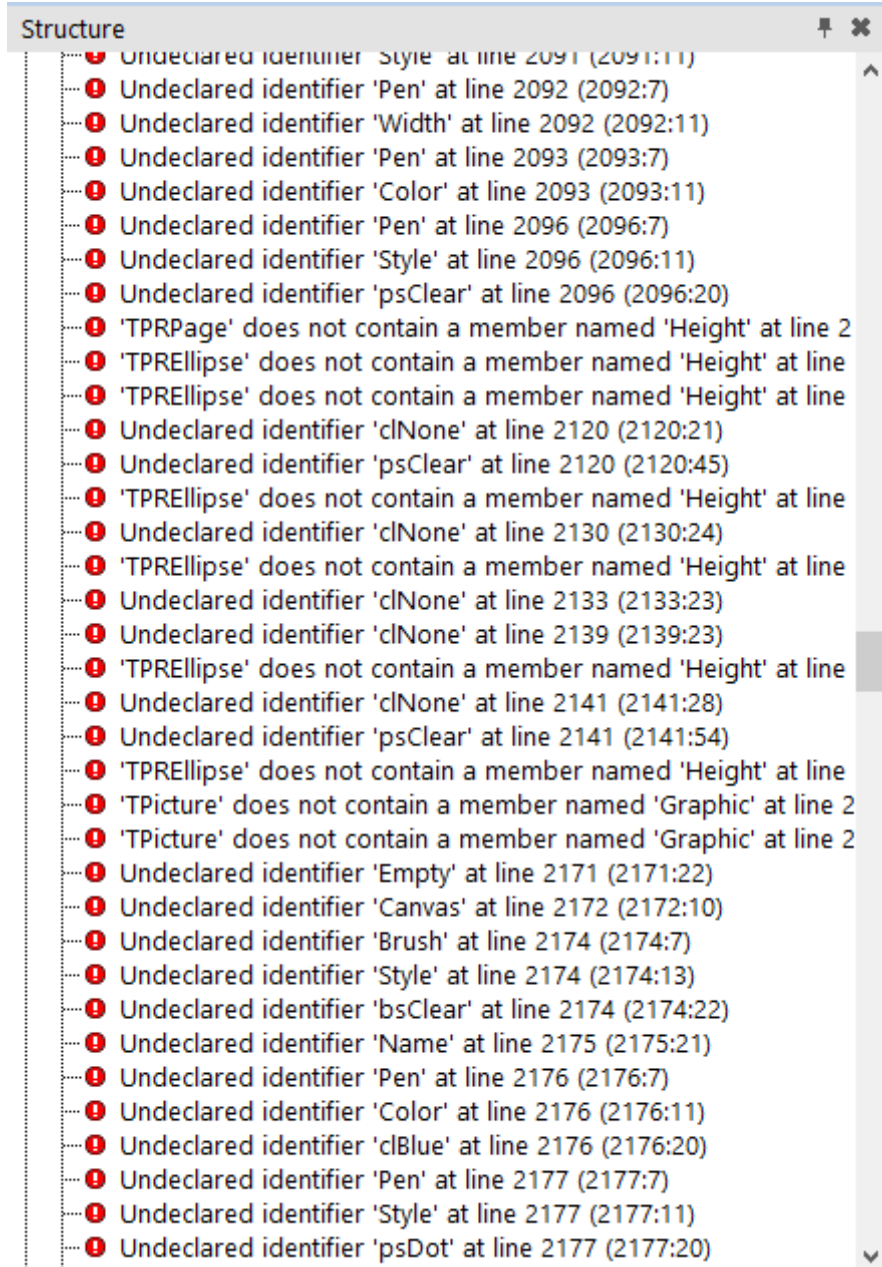 Structure
Undeclared identifier 'Style' at line 2091 (2091:11)
Undeclared identifier 'Pen' at line 2092 (2092:7)
Undeclared identifier 'Width' at line 2092 (2092:11)
Undeclared identifier 'Pen' at line 2093 (2093:7)
Undeclared identifier 'Color' at line 2093 (2093:11)
Undeclared identifier 'Pen' at line 2096 (2096:7)
Undeclared identifier 'Style' at line 2096 (2096:11)
Undeclared identifier 'psClear' at line 2096 (2096:20)
'TPRPage' does not contain a member named 'Height' at line 2
'TPREllipse' does not contain a member named 'Height' at line
'TPREllipse' does not contain a member named 'Height' at line
Undeclared identifier 'clNone' at line 2120 (2120:21)
Undeclared identifier 'psClear' at line 2120 (2120:45)
'TPREllipse' does not contain a member named 'Height' at line
Undeclared identifier 'clNone' at line 2130 (2130:24)
'TPREllipse' does not contain a member named 'Height' at line
Undeclared identifier 'clNone' at line 2133 (2133:23)
Undeclared identifier 'clNone' at line 2139 (2139:23)
'TPREllipse' does not contain a member named 'Height' at line
Undeclared identifier 'clNone' at line 2141 (2141:28)
Undeclared identifier 'psClear' at line 2141 (2141:54)
'TPREllipse' does not contain a member named 'Height' at line
'TPicture' does not contain a member named 'Graphic' at line 2
'TPicture' does not contain a member named 'Graphic' at line 2
Undeclared identifier 'Empty' at line 2171 (2171:22)
Undeclared identifier 'Canvas' at line 2172 (2172:10)
Undeclared identifier 'Brush' at line 2174 (2174:7)
Undeclared identifier 'Style' at line 2174 (2174:13)
Undeclared identifier 'bsClear' at line 2174 (2174:22)
Undeclared identifier 'Name' at line 2175 (2175:21)
Undeclared identifier 'Pen' at line 2176 (2176:7)
Undeclared identifier 'Color' at line 2176 (2176:11)
Undeclared identifier 'clBlue' at line 2176 (2176:20)
Undeclared identifier 'Pen' at line 2177 (2177:7)
Undeclared identifier 'Style' at line 2177 (2177:11)
Undeclared identifier 'psDot' at line 2177 (2177:20)